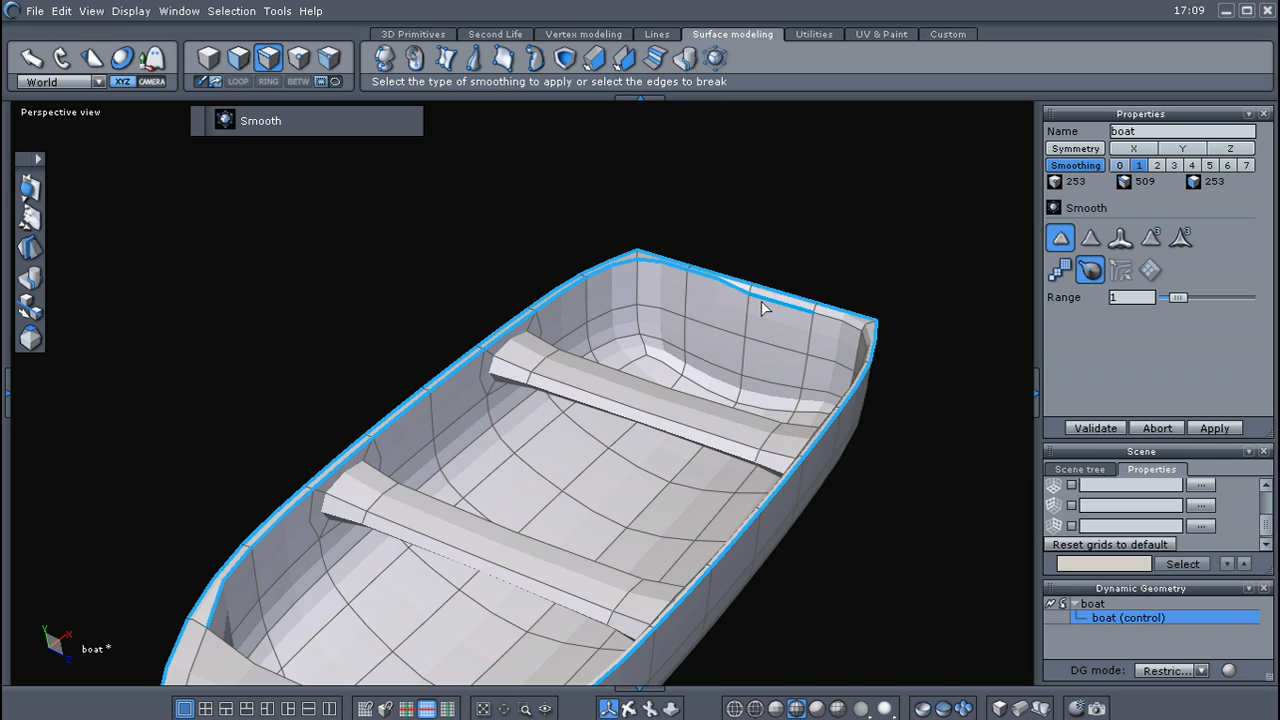 File Edit View Display Window Selection Tools Help 17:09
3D Primitives Second Life Vertex modeling Lines Surface modeling Utilities UV & Paint Custom
World XYZ CAMERA LOOP RING BETW Select the type of smoothing to apply or select the edges to break
Perspective view
Smooth
Properties
Name boat
Symmetry X Y Z
Smoothing 0 1 2 3 4 5 6 7
253 509 253
Smooth
3 3
Range 1
Validate Abort Apply
Scene
Scene tree Properties
...
...
...
Reset grids to default
Select
Dynamic Geometry
boat
boat (control)
DG mode: Restric...
Y X Z boat *